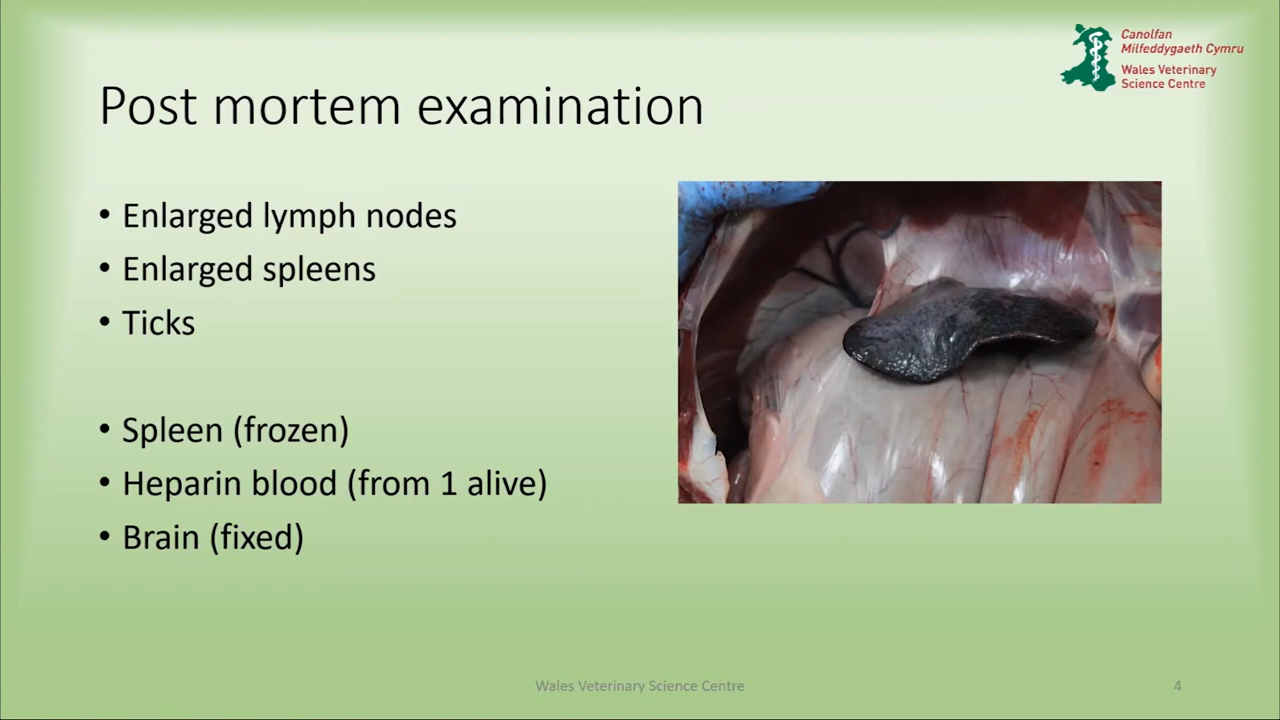 Canolfan
Milfeddygaeth Cymru
Wales Veterinary
Science Centre
Post mortem examination
• Enlarged lymph nodes
• Enlarged spleens
• Ticks
• Spleen (frozen)
• Heparin blood (from 1 alive)
• Brain (fixed)
Wales Veterinary Science Centre
4